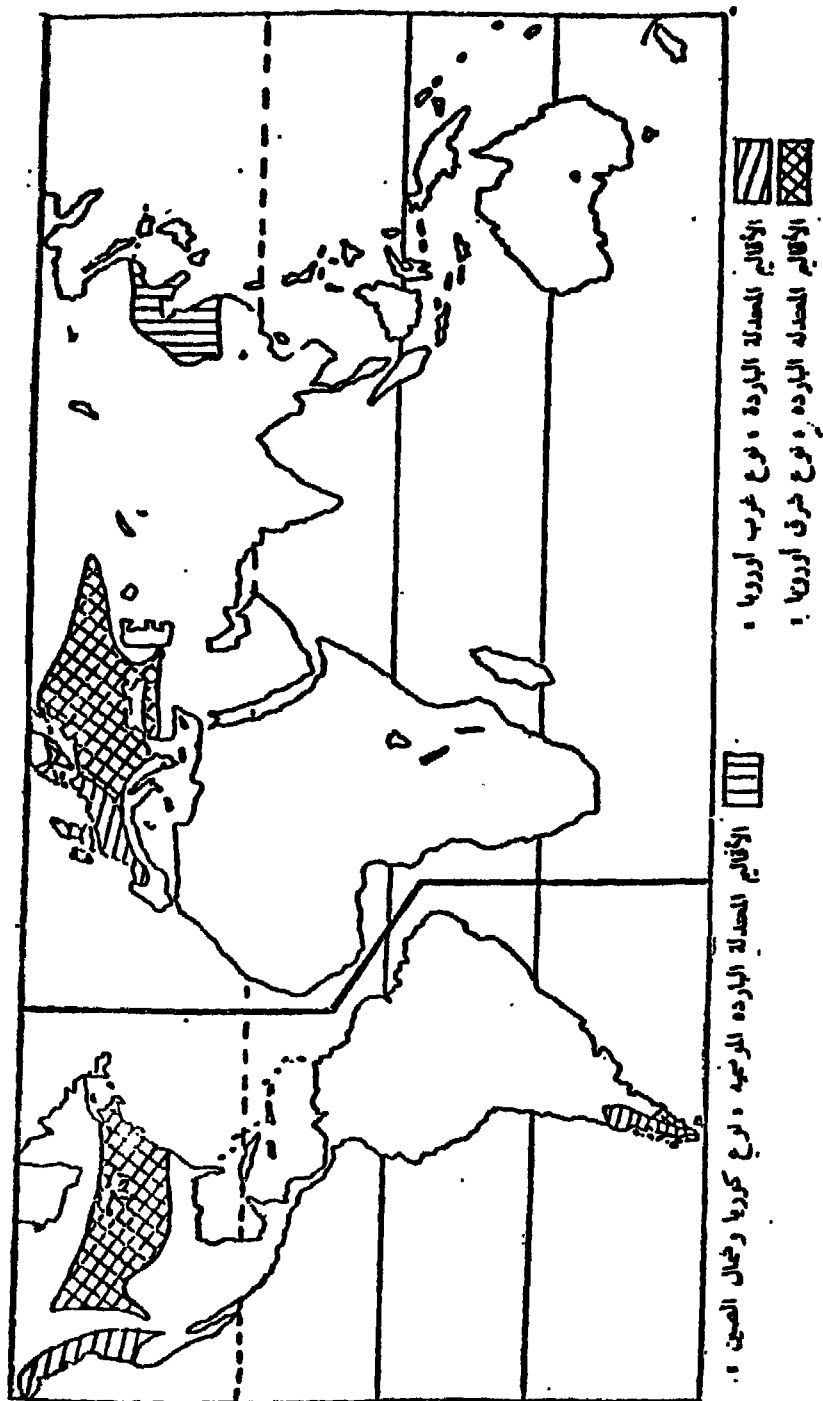 الأقاليم المعتدلة الباردة « نوع غرب أوروبا »
الأقاليم المعتدلة الباردة « نوع شرق أوروبا »
الأقاليم المعتدلة الباردة الموسمية « نوع كوريا وشمال الصين » .